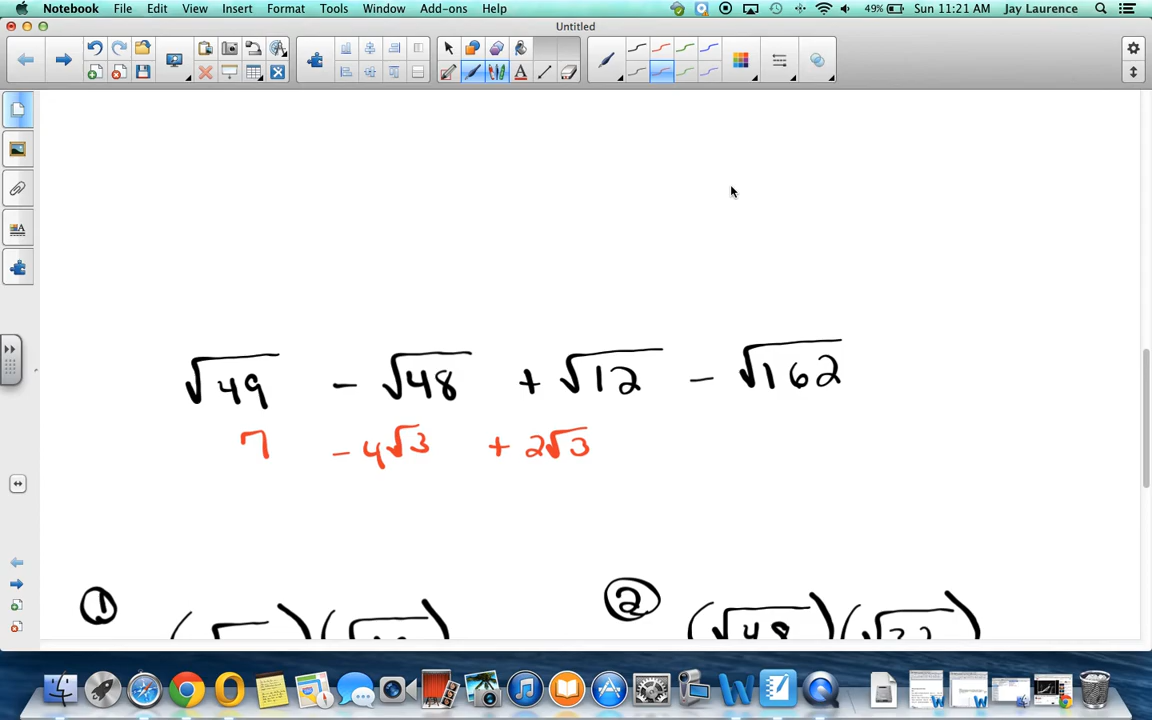 Notebook File Edit View Insert Format Tools Window Add-ons Help 49% Sun 11:21 AM Jay Laurence
Untitled
√49 - √48 + √12 - √162
7 - 4√3 + 2√3
① ②
(√48)(√